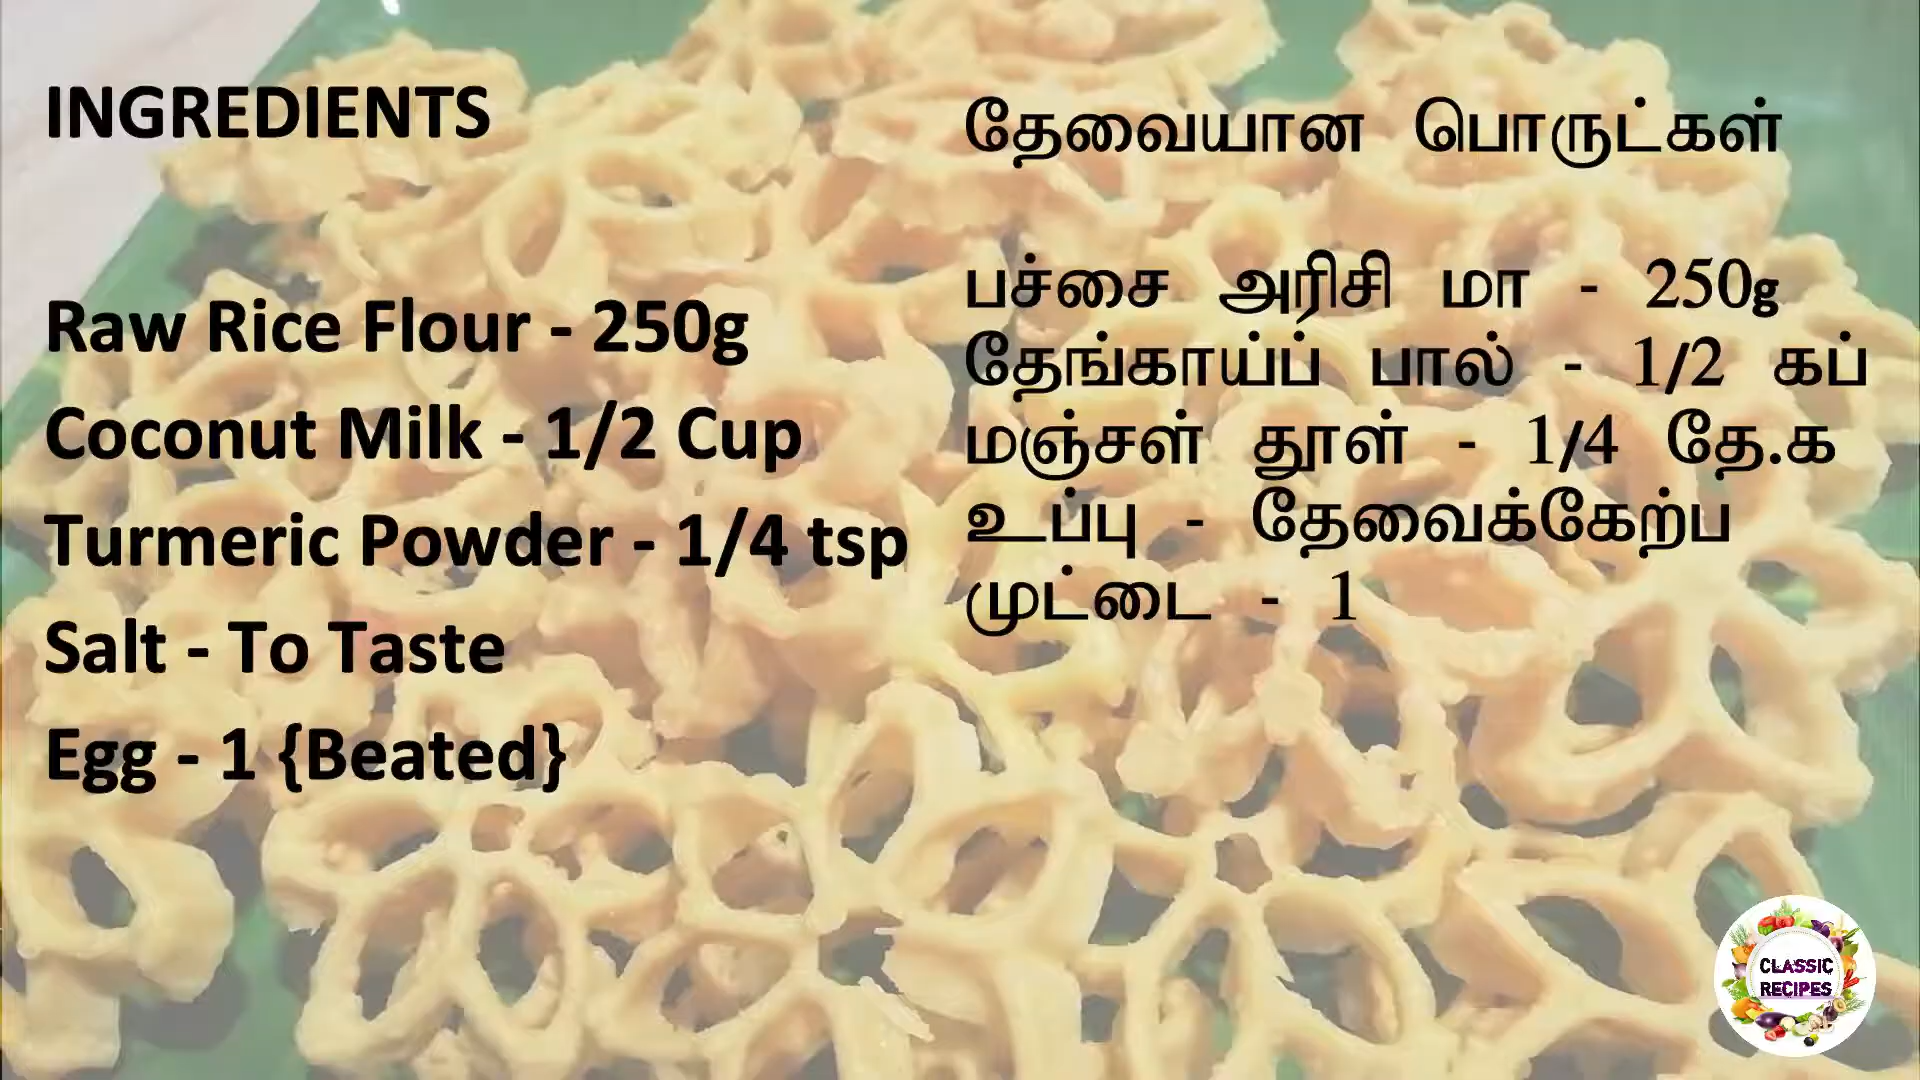 INGREDIENTS
Raw Rice Flour - 250g
Coconut Milk - 1/2 Cup
Turmeric Powder - 1/4 tsp
Salt - To Taste
Egg - 1 {Beated}
தேவையான பொருட்கள்
பச்சை அரிசி மா - 250g
தேங்காய்ப் பால் - 1/2 கப்
மஞ்சள் தூள் - 1/4 தே.க
உப்பு - தேவைக்கேற்ப
முட்டை - 1
CLASSIC
RECIPES